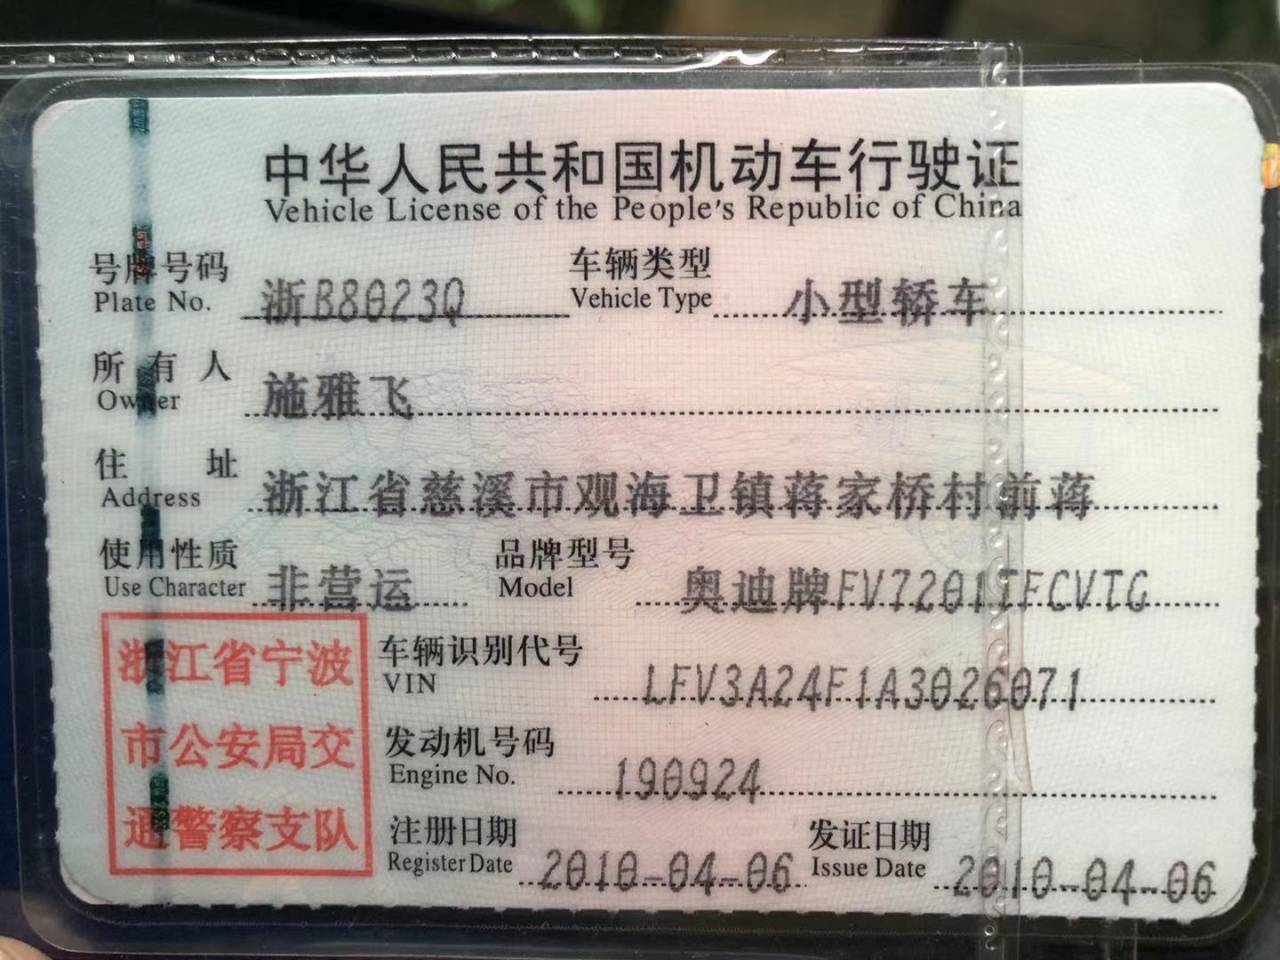 中华人民共和国机动车行驶证
Vehicle License of the People's Republic of China
号牌号码 浙B8023Q 车辆类型 小型轿车
Plate No. Vehicle Type
所有人 施雅飞
Owner
住址 浙江省慈溪市观海卫镇蒋家桥村前蒋
Address
使用性质 非营运 品牌型号 奥迪牌FV7201TFCVTG
Use Character Model
浙江省宁波
市公安局交
通警察支队
车辆识别代号 LFV3A24F1A3026071
VIN
发动机号码 190924
Engine No.
注册日期 2010-04-06 发证日期 2010-04-06
Register Date Issue Date